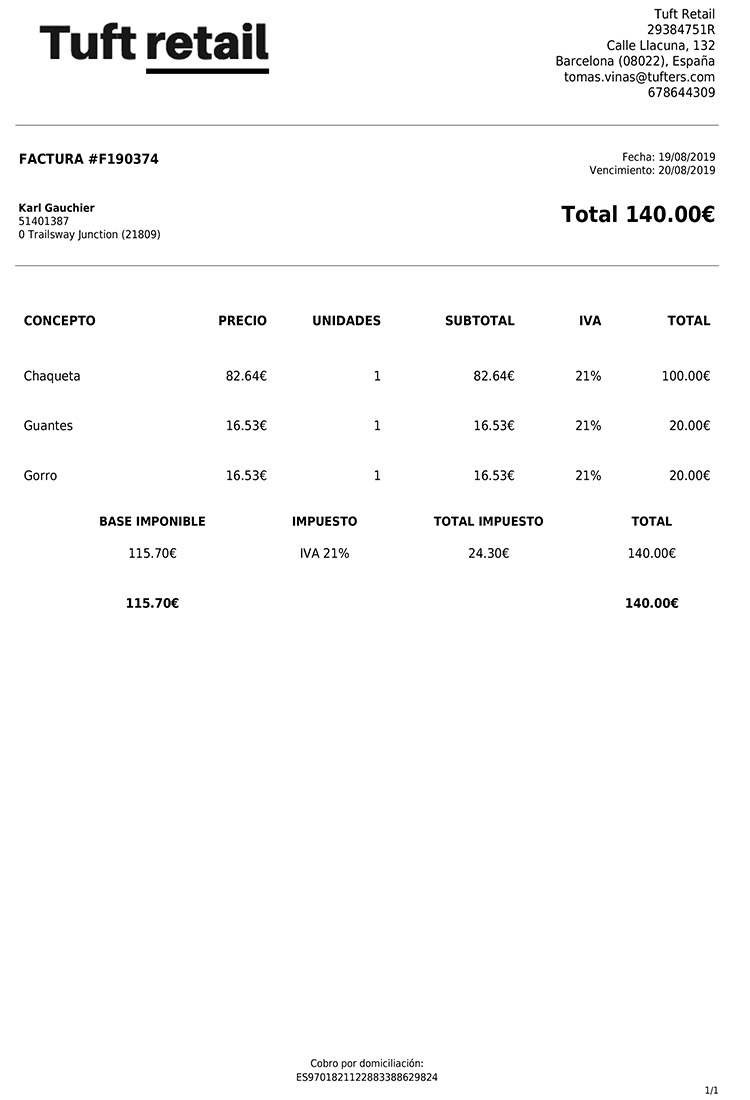 Tuft retail
Tuft Retail
29384751R
Calle Llacuna, 132
Barcelona (08022), España
tomas.vinas@tufters.com
678644309
FACTURA #F190374
Fecha: 19/08/2019
Vencimiento: 20/08/2019
Karl Gauchier
51401387
0 Trailsway Junction (21809)
Total 140.00€
CONCEPTO PRECIO UNIDADES SUBTOTAL IVA TOTAL
Chaqueta 82.64€ 1 82.64€ 21% 100.00€
Guantes 16.53€ 1 16.53€ 21% 20.00€
Gorro 16.53€ 1 16.53€ 21% 20.00€
BASE IMPONIBLE IMPUESTO TOTAL IMPUESTO TOTAL
115.70€ IVA 21% 24.30€ 140.00€
115.70€ 140.00€
Cobro por domiciliación:
ES9701821122883388629824
1/1